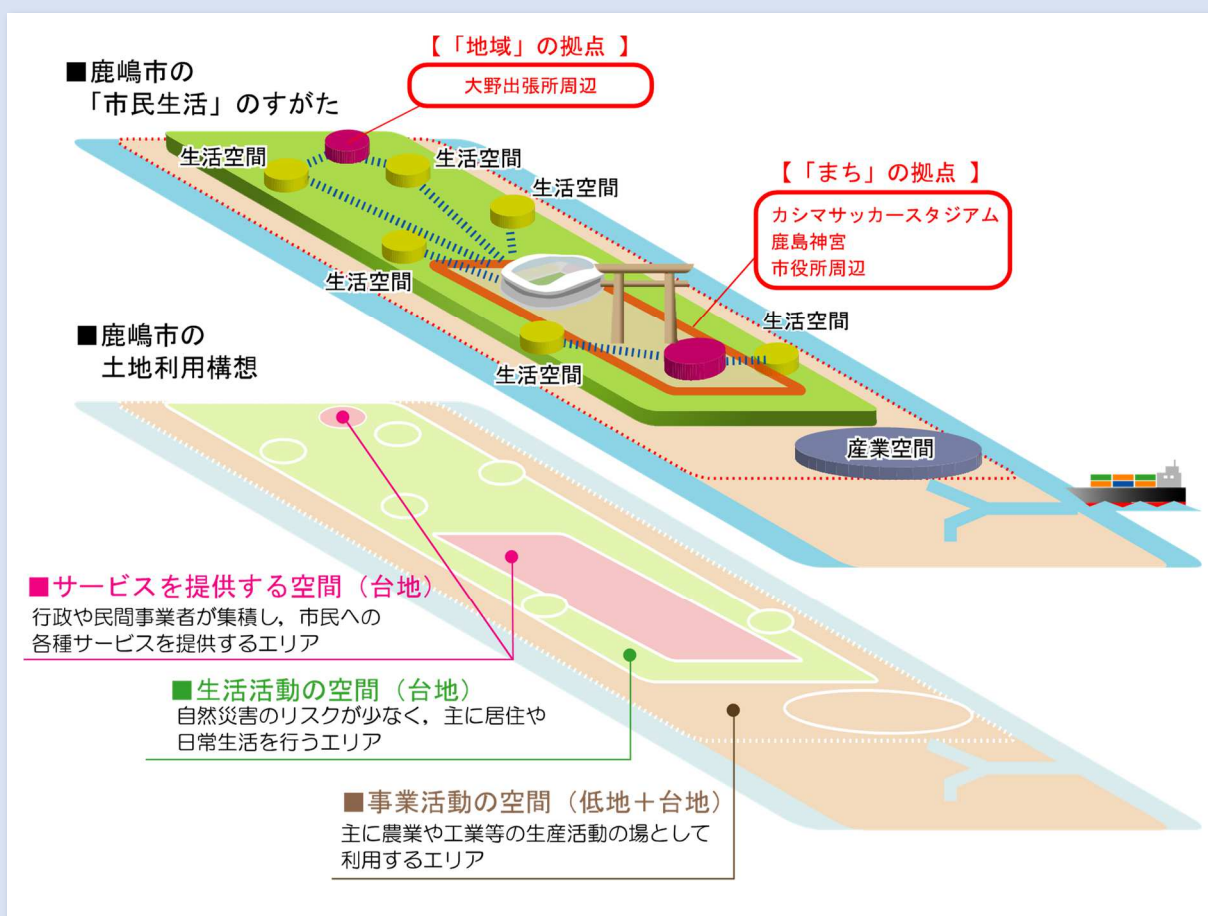 ■鹿嶋市の
「市民生活」のすがた
【「地域」の拠点 】
大野出張所周辺
生活空間
生活空間
生活空間
【「まち」の拠点 】
カシマサッカースタジアム
鹿島神宮
市役所周辺
生活空間
生活空間
生活空間
産業空間
■鹿嶋市の
土地利用構想
■サービスを提供する空間（台地）
行政や民間事業者が集積し，市民への
各種サービスを提供するエリア
■生活活動の空間（台地）
自然災害のリスクが少なく，主に居住や
日常生活を行うエリア
■事業活動の空間（低地＋台地）
主に農業や工業等の生産活動の場として
利用するエリア